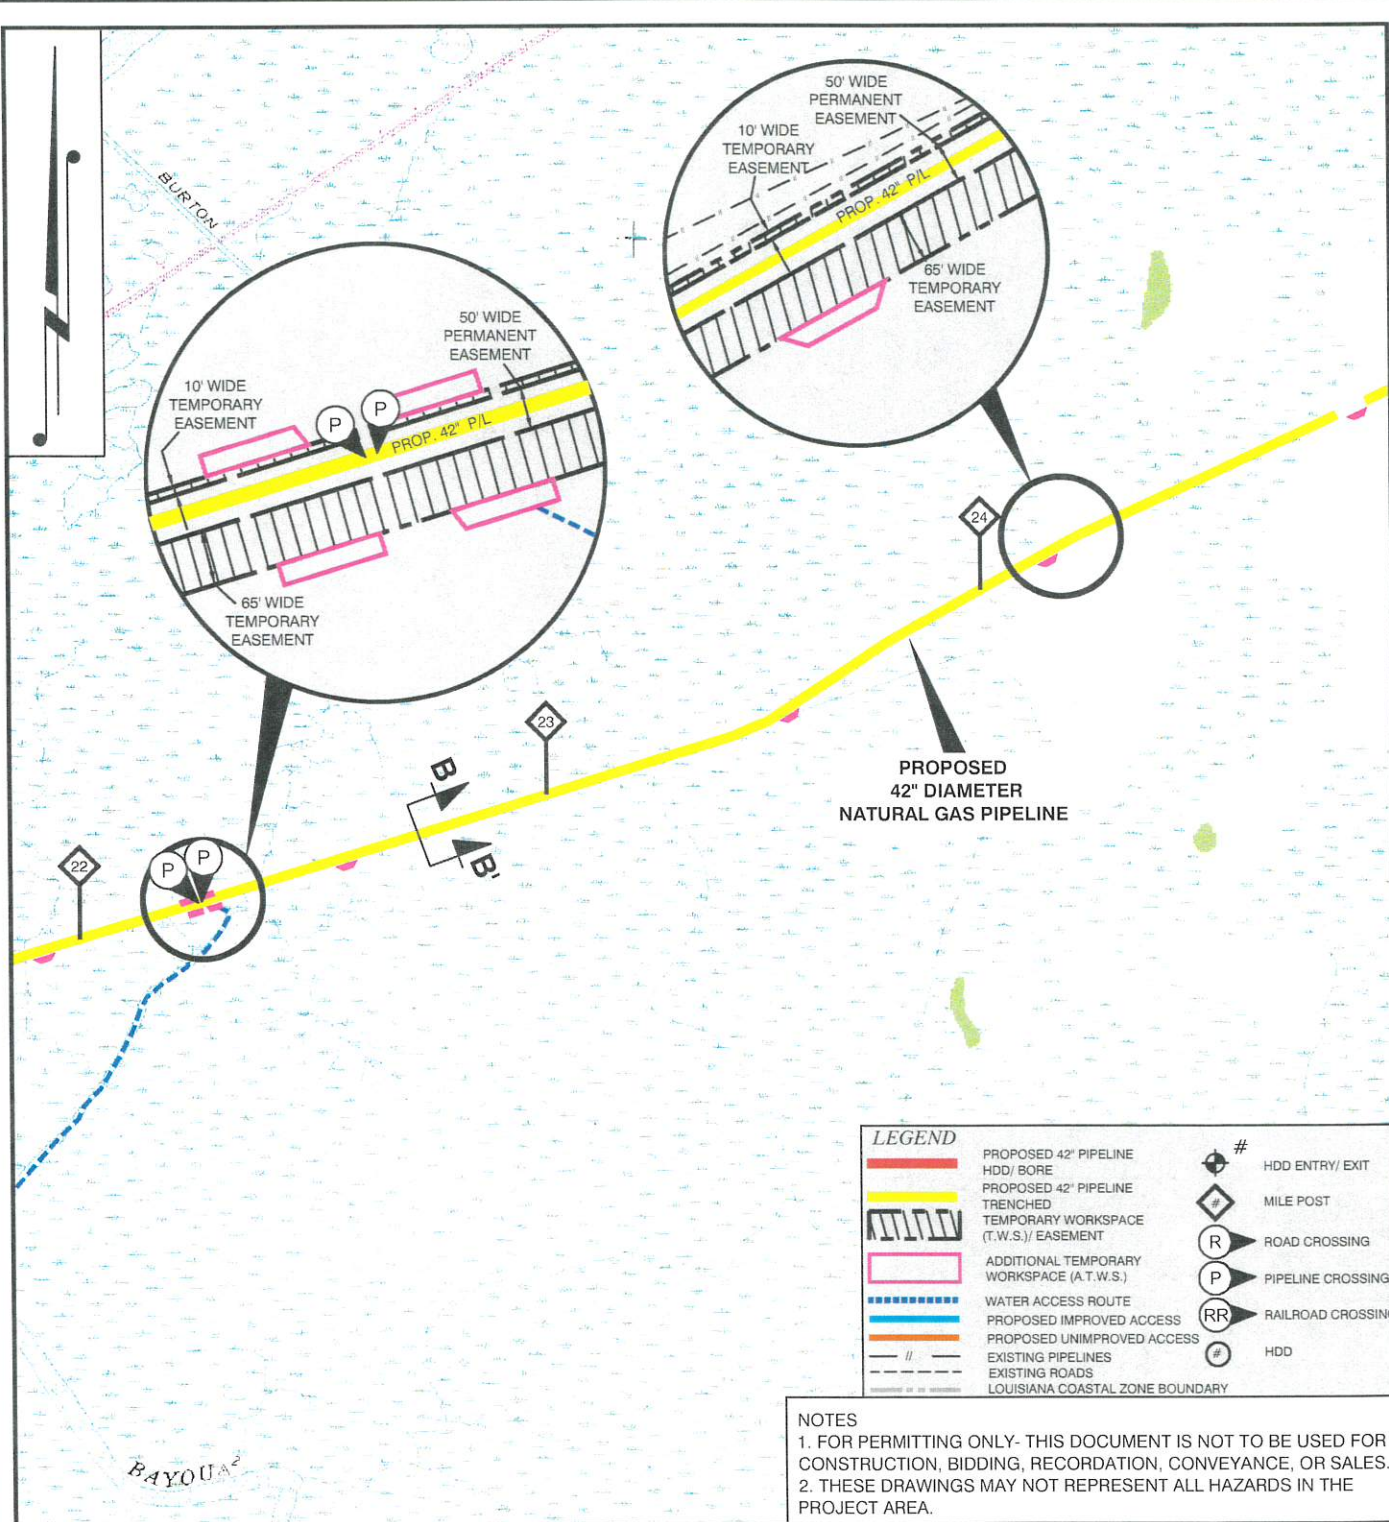 BURTON
50' WIDE
PERMANENT
EASEMENT
10' WIDE
TEMPORARY
EASEMENT
PROP. 42" P/L
65' WIDE
TEMPORARY
EASEMENT
50' WIDE
PERMANENT
EASEMENT
10' WIDE
TEMPORARY
EASEMENT
P
P
PROP. 42" P/L
65' WIDE
TEMPORARY
EASEMENT
24
23
PROPOSED
42" DIAMETER
NATURAL GAS PIPELINE
B
B'
22
P
P
LEGEND
PROPOSED 42" PIPELINE
HDD/ BORE
PROPOSED 42" PIPELINE
TRENCHED
TEMPORARY WORKSPACE
(T.W.S.)/ EASEMENT
ADDITIONAL TEMPORARY
WORKSPACE (A.T.W.S.)
WATER ACCESS ROUTE
PROPOSED IMPROVED ACCESS
PROPOSED UNIMPROVED ACCESS
// EXISTING PIPELINES
EXISTING ROADS
LOUISIANA COASTAL ZONE BOUNDARY
# HDD ENTRY/ EXIT
# MILE POST
R ROAD CROSSING
P PIPELINE CROSSING
RR RAILROAD CROSSING
# HDD
NOTES
1. FOR PERMITTING ONLY- THIS DOCUMENT IS NOT TO BE USED FOR
CONSTRUCTION, BIDDING, RECORDATION, CONVEYANCE, OR SALES.
2. THESE DRAWINGS MAY NOT REPRESENT ALL HAZARDS IN THE
PROJECT AREA.
BAYOU